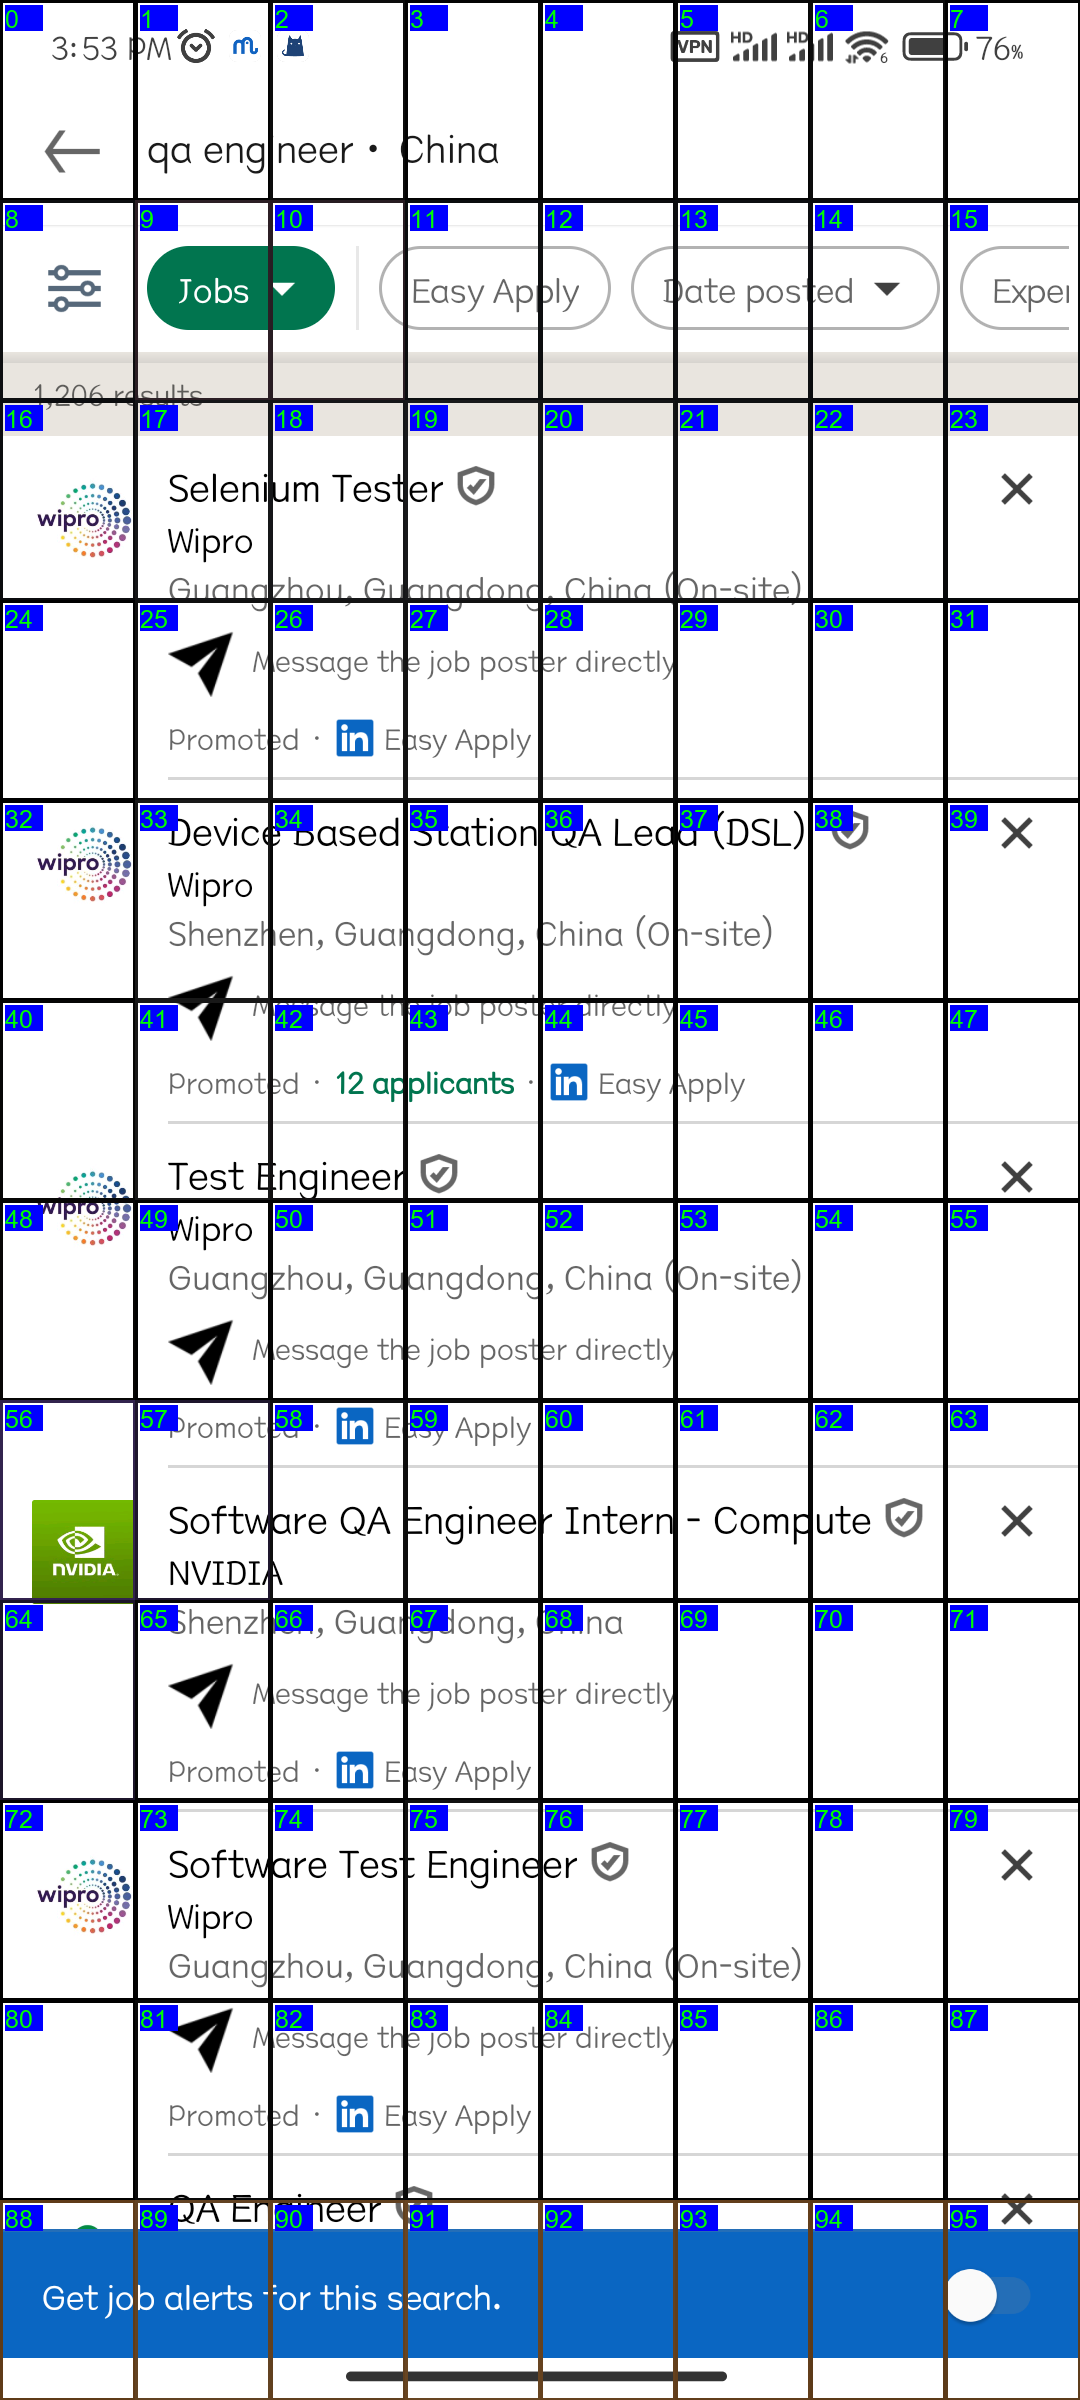 3:53 PM VPN HD HD 6 76%
qa engineer · China
Jobs Easy Apply Date posted Exper
1,206 results
Selenium Tester
wipro
Wipro
Guangzhou, Guangdong, China (On-site)
Message the job poster directly
Promoted · in Easy Apply
Device Based Station QA Lead (DSL)
wipro
Wipro
Shenzhen, Guangdong, China (On-site)
Message the job poster directly
Promoted · 12 applicants · in Easy Apply
Test Engineer
wipro
Wipro
Guangzhou, Guangdong, China (On-site)
Message the job poster directly
Promoted · in Easy Apply
Software QA Engineer Intern - Compute
NVIDIA
NVIDIA
Shenzhen, Guangdong, China
Message the job poster directly
Promoted · in Easy Apply
Software Test Engineer
wipro
Wipro
Guangzhou, Guangdong, China (On-site)
Message the job poster directly
Promoted · in Easy Apply
QA Engineer
Get job alerts for this search.
0 1 2 3 4 5 6 7
8 9 10 11 12 13 14 15
16 17 18 19 20 21 22 23
24 25 26 27 28 29 30 31
32 33 34 35 36 37 38 39
40 41 42 43 44 45 46 47
48 49 50 51 52 53 54 55
56 57 58 59 60 61 62 63
64 65 66 67 68 69 70 71
72 73 74 75 76 77 78 79
80 81 82 83 84 85 86 87
88 89 90 91 92 93 94 95